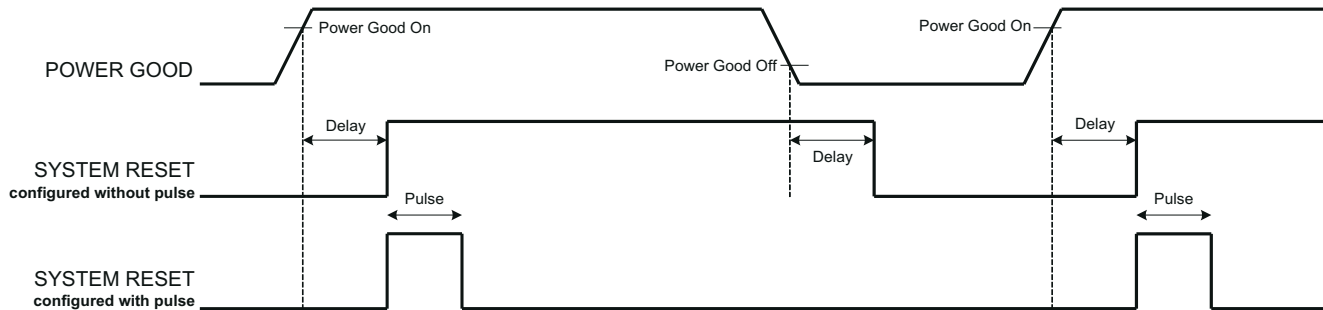 Power Good On
Power Good On
POWER GOOD
Power Good Off
Delay
Delay
Delay
SYSTEM RESET
configured without pulse
Pulse
Pulse
SYSTEM RESET
configured with pulse